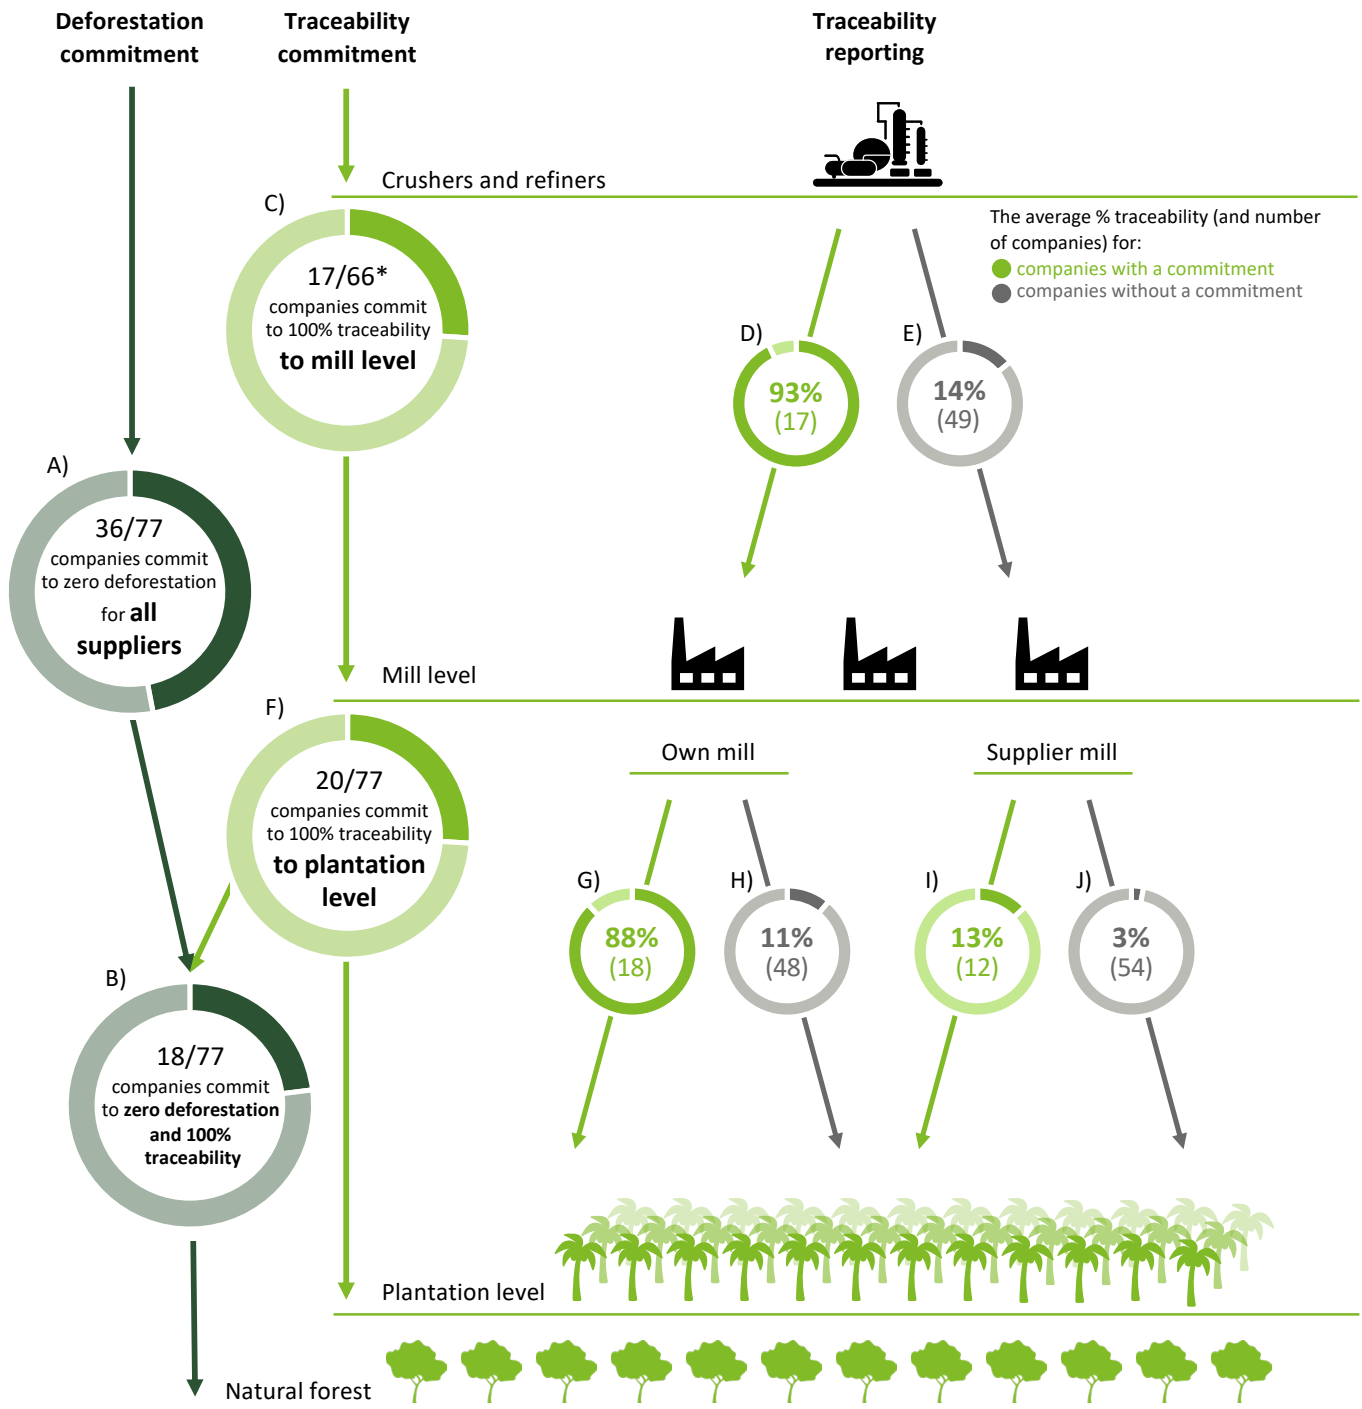 Deforestation
commitment
Traceability
commitment
Traceability
reporting
Crushers and refiners
The average % traceability (and number
of companies) for:
companies with a commitment
companies without a commitment
C)
17/66*
companies commit
to 100% traceability
to mill level
D)
93%
(17)
E)
14%
(49)
A)
36/77
companies commit
to zero deforestation
for all
suppliers
Mill level
F)
20/77
companies commit
to 100% traceability
to plantation
level
Own mill
Supplier mill
G)
88%
(18)
H)
11%
(48)
I)
13%
(12)
J)
3%
(54)
B)
18/77
companies commit
to zero deforestation
and 100%
traceability
Plantation level
Natural forest